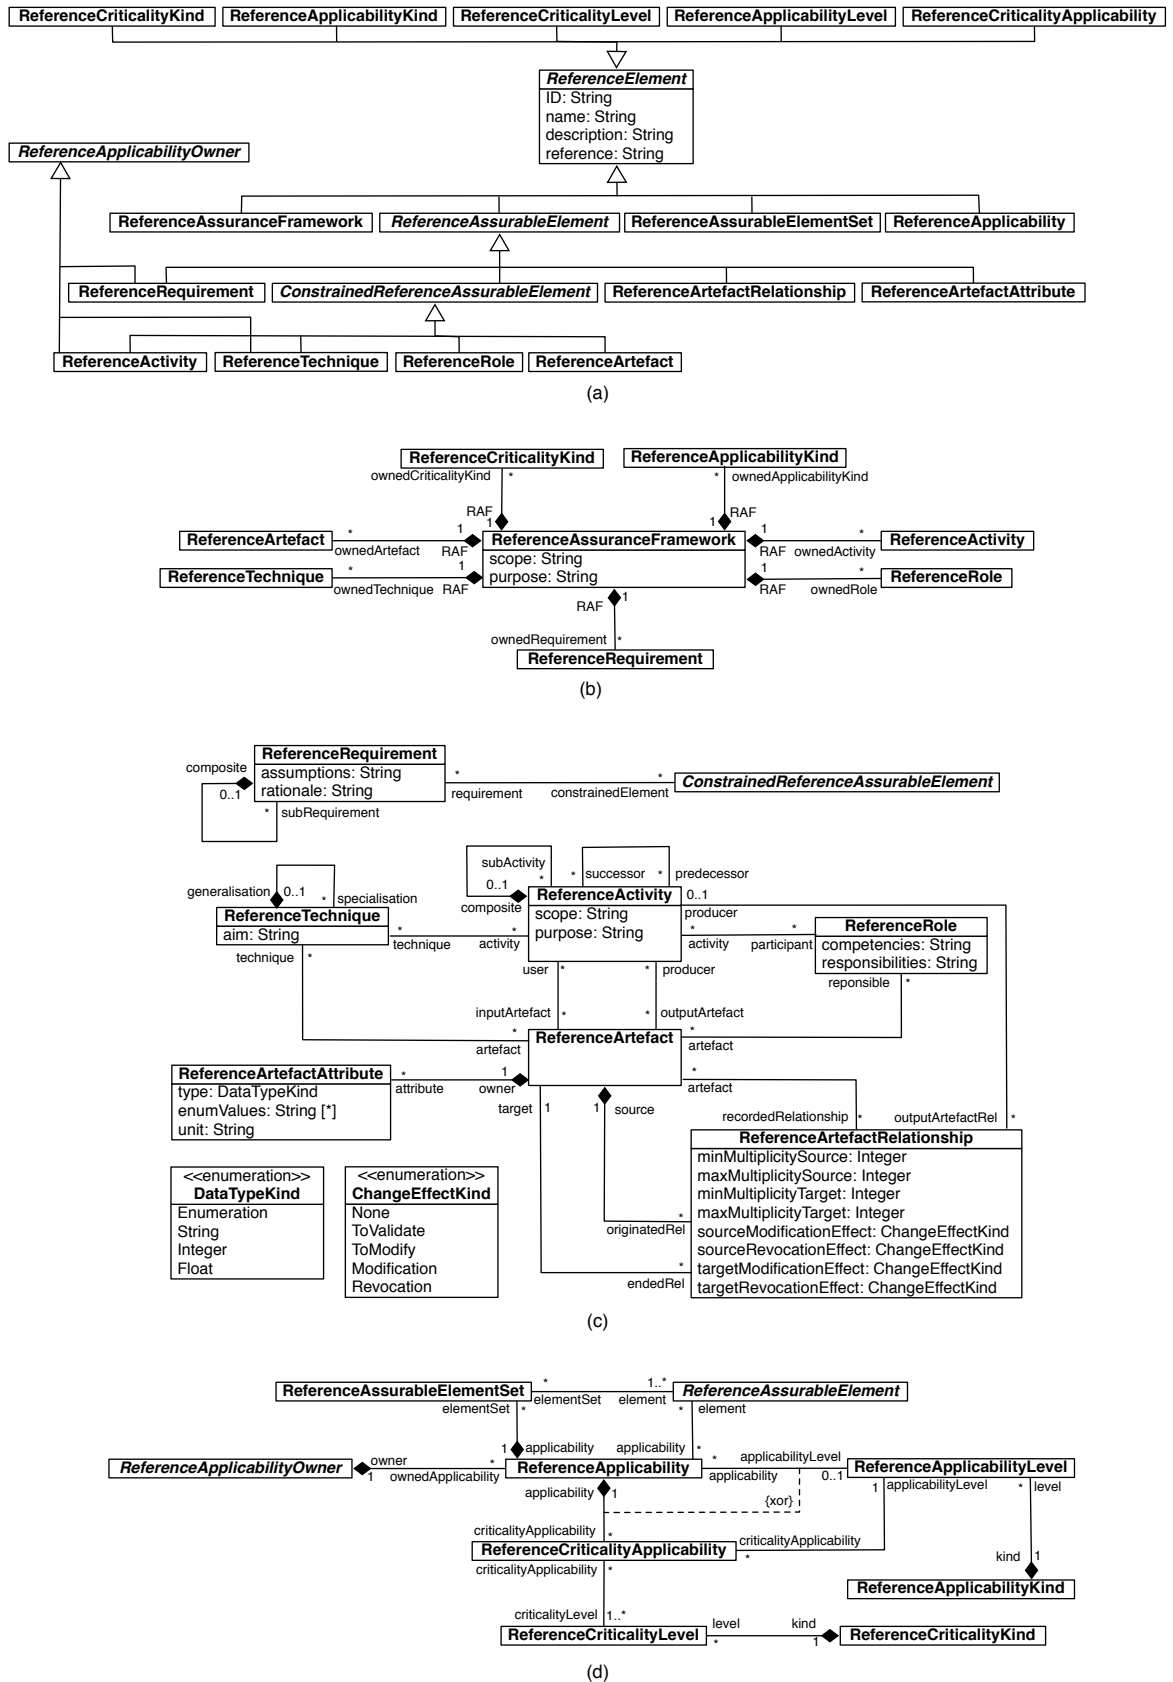 ReferenceCriticalityKind ReferenceApplicabilityKind ReferenceCriticalityLevel ReferenceApplicabilityLevel ReferenceCriticalityApplicability
ReferenceElement
ID: String
name: String
description: String
reference: String
ReferenceApplicabilityOwner
ReferenceAssuranceFramework ReferenceAssurableElement ReferenceAssurableElementSet ReferenceApplicability
ReferenceRequirement ConstrainedReferenceAssurableElement ReferenceArtefactRelationship ReferenceArtefactAttribute
ReferenceActivity ReferenceTechnique ReferenceRole ReferenceArtefact
(a)
ReferenceCriticalityKind ReferenceApplicabilityKind
ownedCriticalityKind * * ownedApplicabilityKind
RAF RAF
1 1
ReferenceArtefact * 1 ReferenceAssuranceFramework 1 * ReferenceActivity
ownedArtefact RAF RAF ownedActivity
scope: String
purpose: String
ReferenceTechnique * 1 1 * ReferenceRole
ownedTechnique RAF RAF ownedRole
RAF 1
ownedRequirement *
ReferenceRequirement
(b)
ReferenceRequirement
assumptions: String
rationale: String
composite
0..1
* subRequirement
* *
requirement constrainedElement
ConstrainedReferenceAssurableElement
subActivity
* * successor * predecessor
0..1
composite
generalisation 0..1 * specialisation
ReferenceTechnique
aim: String
ReferenceActivity
scope: String
purpose: String
0..1
producer
ReferenceRole
competencies: String
responsibilities: String
* *
technique activity
* *
activity participant
technique *
user * * producer
reponsible *
inputArtefact * * outputArtefact
* artefact
ReferenceArtefact
* artefact
ReferenceArtefactAttribute
type: DataTypeKind
enumValues: String [*]
unit: String
* 1
attribute owner
* artefact
target 1 1 source
recordedRelationship * outputArtefactRel *
ReferenceArtefactRelationship
minMultiplicitySource: Integer
maxMultiplicitySource: Integer
minMultiplicityTarget: Integer
maxMultiplicityTarget: Integer
sourceModificationEffect: ChangeEffectKind
sourceRevocationEffect: ChangeEffectKind
targetModificationEffect: ChangeEffectKind
targetRevocationEffect: ChangeEffectKind
* originatedRel
* endedRel
<<enumeration>>
DataTypeKind
Enumeration
String
Integer
Float
<<enumeration>>
ChangeEffectKind
None
ToValidate
ToModify
Modification
Revocation
(c)
ReferenceAssurableElementSet * 1..* ReferenceAssurableElement
elementSet * elementSet element * element
1 applicability applicability *
ReferenceApplicabilityOwner owner * ReferenceApplicability * applicabilityLevel ReferenceApplicabilityLevel
1 ownedApplicability applicability 0..1
applicability 1 {xor} 1 applicabilityLevel * level
criticalityApplicability *
ReferenceCriticalityApplicability criticalityApplicability
criticalityApplicability * *
kind 1
ReferenceApplicabilityKind
criticalityLevel 1..*
ReferenceCriticalityLevel level kind ReferenceCriticalityKind
* 1
(d)